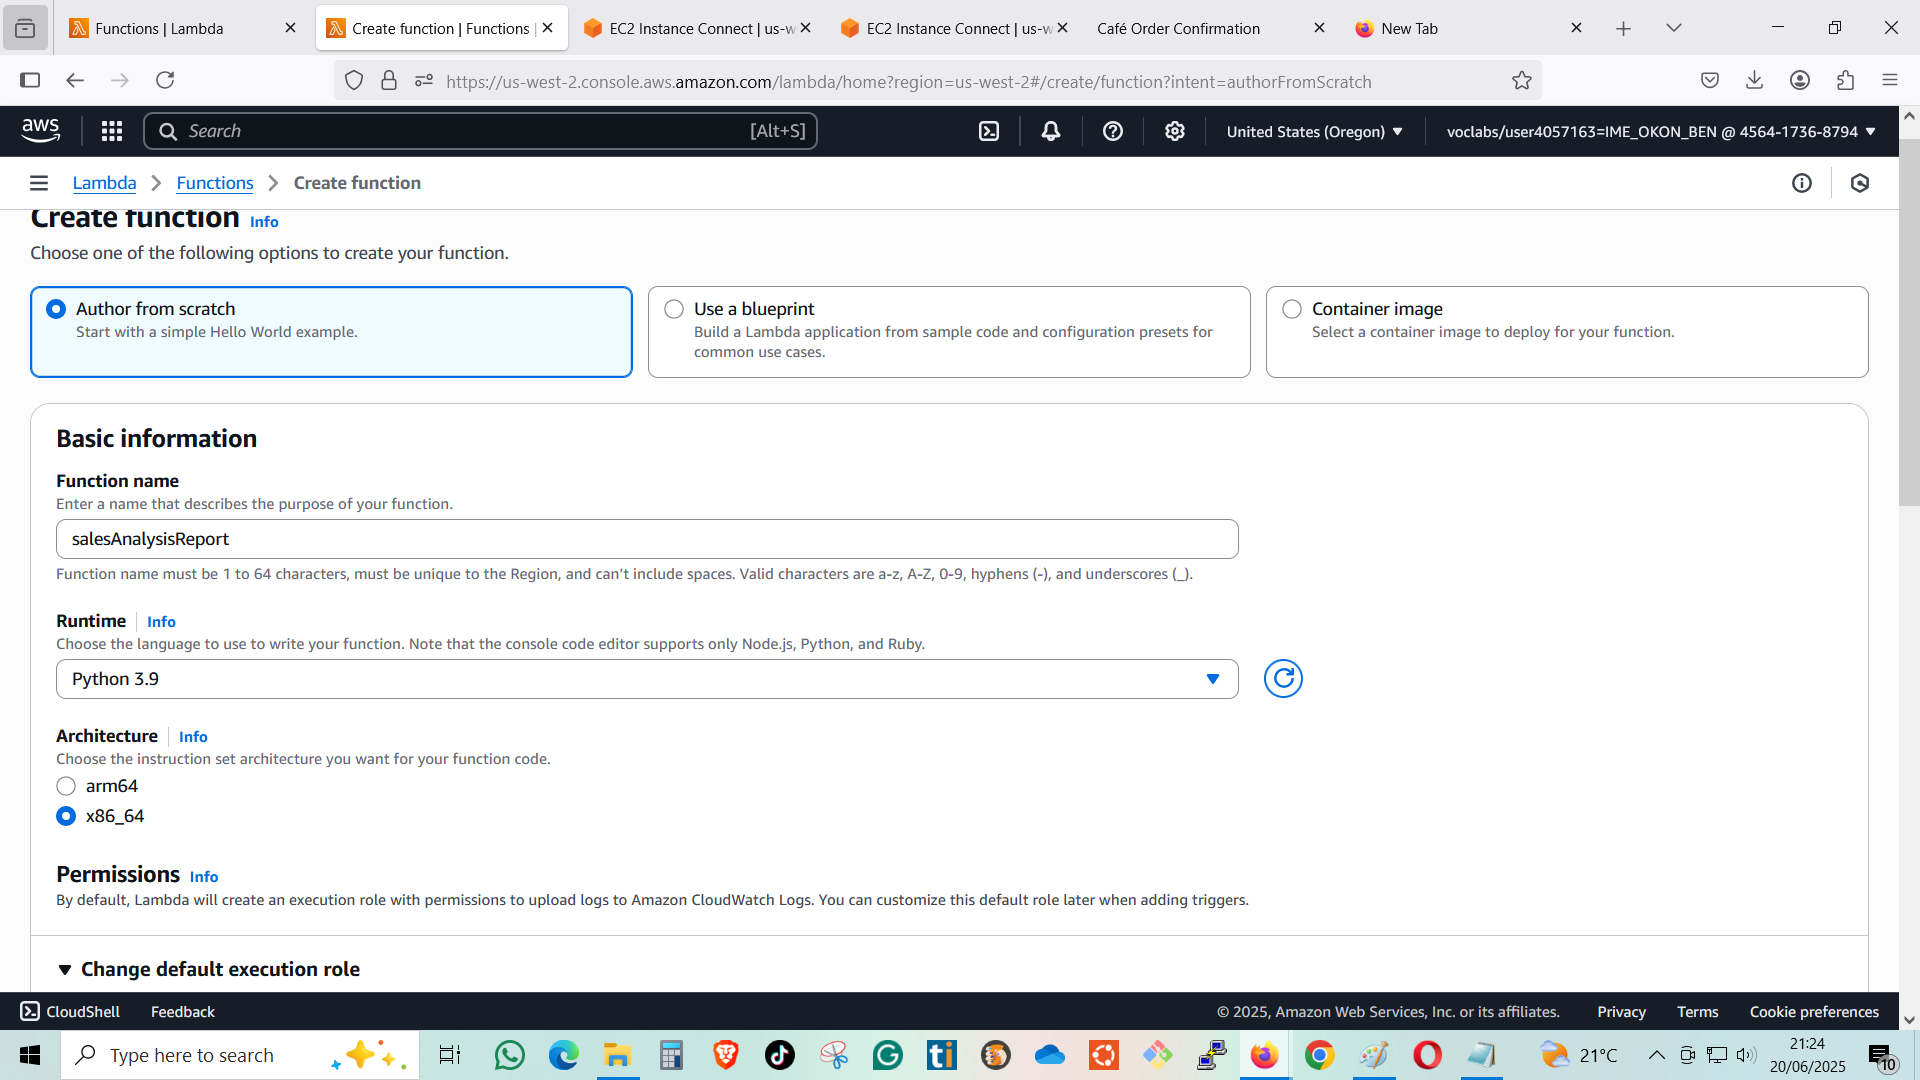 Functions | Lambda
Create function | Functions |
EC2 Instance Connect | us-w
EC2 Instance Connect | us-w
Café Order Confirmation
New Tab
https://us-west-2.console.aws.amazon.com/lambda/home?region=us-west-2#/create/function?intent=authorFromScratch
aws
Search
[Alt+S]
United States (Oregon)
voclabs/user4057163=IME_OKON_BEN @ 4564-1736-8794
Lambda
Functions
Create function
Create function Info
Choose one of the following options to create your function.
Author from scratch
Start with a simple Hello World example.
Use a blueprint
Build a Lambda application from sample code and configuration presets for
common use cases.
Container image
Select a container image to deploy for your function.
Basic information
Function name
Enter a name that describes the purpose of your function.
salesAnalysisReport
Function name must be 1 to 64 characters, must be unique to the Region, and can’t include spaces. Valid characters are a-z, A-Z, 0-9, hyphens (-), and underscores (_).
Runtime Info
Choose the language to use to write your function. Note that the console code editor supports only Node.js, Python, and Ruby.
Python 3.9
Architecture Info
Choose the instruction set architecture you want for your function code.
arm64
x86_64
Permissions Info
By default, Lambda will create an execution role with permissions to upload logs to Amazon CloudWatch Logs. You can customize this default role later when adding triggers.
Change default execution role
CloudShell
Feedback
© 2025, Amazon Web Services, Inc. or its affiliates.
Privacy
Terms
Cookie preferences
Type here to search
ti
21°C
21:24
20/06/2025
10